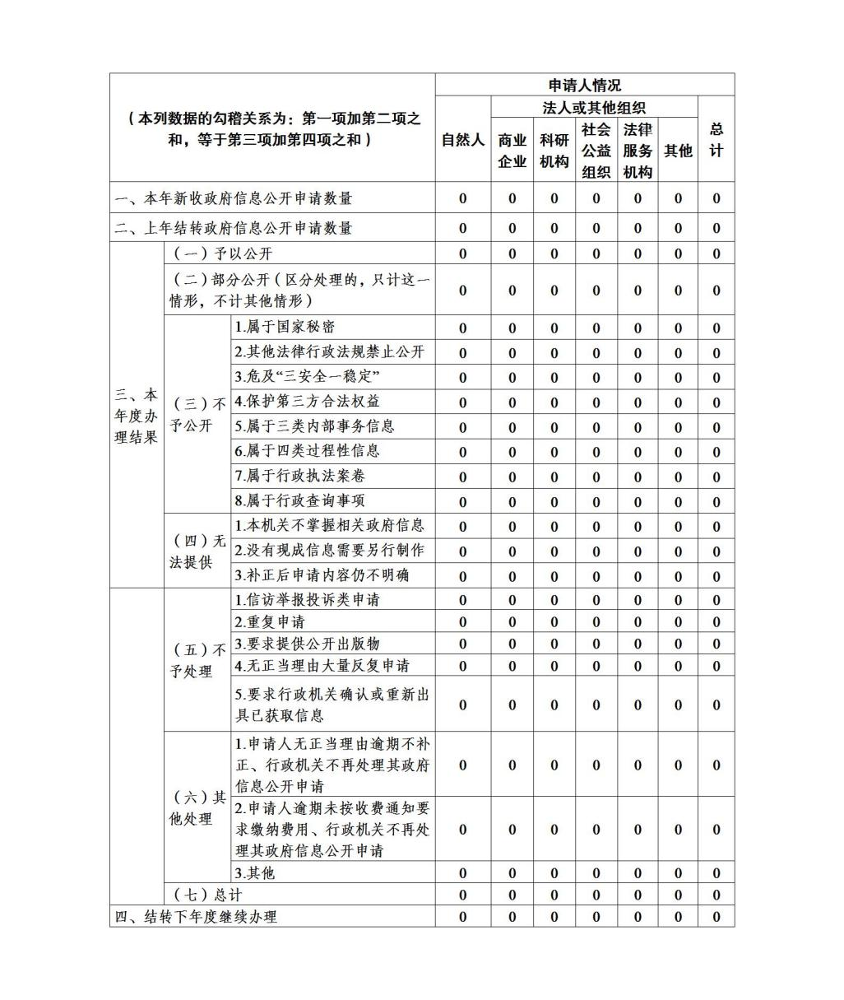 申请人情况
（本列数据的勾稽关系为：第一项加第二项之
和，等于第三项加第四项之和）
自然人
法人或其他组织
总
计
商业
企业
科研
机构
社会
公益
组织
法律
服务
机构
其他
一、本年新收政府信息公开申请数量 0 0 0 0 0 0 0
二、上年结转政府信息公开申请数量 0 0 0 0 0 0 0
三、本
年度办
理结果
（一）予以公开 0 0 0 0 0 0 0
（二）部分公开（区分处理的，只计这一
情形，不计其他情形） 0 0 0 0 0 0 0
（三）不
予公开
1.属于国家秘密 0 0 0 0 0 0 0
2.其他法律行政法规禁止公开 0 0 0 0 0 0 0
3.危及“三安全一稳定” 0 0 0 0 0 0 0
4.保护第三方合法权益 0 0 0 0 0 0 0
5.属于三类内部事务信息 0 0 0 0 0 0 0
6.属于四类过程性信息 0 0 0 0 0 0 0
7.属于行政执法案卷 0 0 0 0 0 0 0
8.属于行政查询事项 0 0 0 0 0 0 0
（四）无
法提供
1.本机关不掌握相关政府信息 0 0 0 0 0 0 0
2.没有现成信息需要另行制作 0 0 0 0 0 0 0
3.补正后申请内容仍不明确 0 0 0 0 0 0 0
（五）不
予处理
1.信访举报投诉类申请 0 0 0 0 0 0 0
2.重复申请 0 0 0 0 0 0 0
3.要求提供公开出版物 0 0 0 0 0 0 0
4.无正当理由大量反复申请 0 0 0 0 0 0 0
5.要求行政机关确认或重新出
具已获取信息 0 0 0 0 0 0 0
（六）其
他处理
1.申请人无正当理由逾期不补
正、行政机关不再处理其政府
信息公开申请 0 0 0 0 0 0 0
2.申请人逾期未按收费通知要
求缴纳费用、行政机关不再处
理其政府信息公开申请 0 0 0 0 0 0 0
3.其他 0 0 0 0 0 0 0
（七）总计 0 0 0 0 0 0 0
四、结转下年度继续办理 0 0 0 0 0 0 0